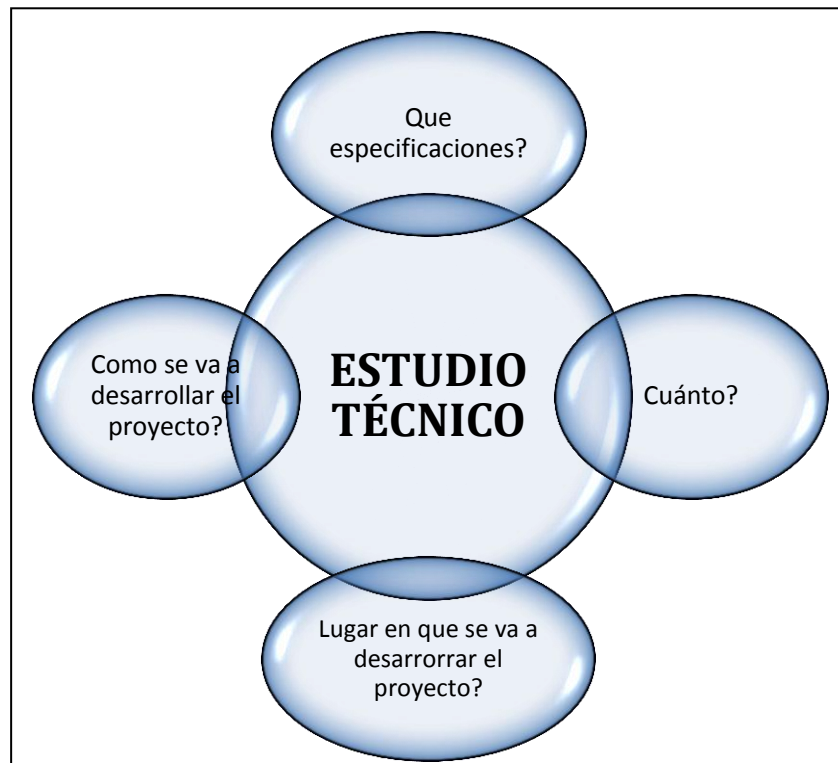 Que
especificaciones?
Como se va a
desarrollar el
proyecto?
ESTUDIO
TÉCNICO
Cuánto?
Lugar en que se va a
desarrorrar el
proyecto?